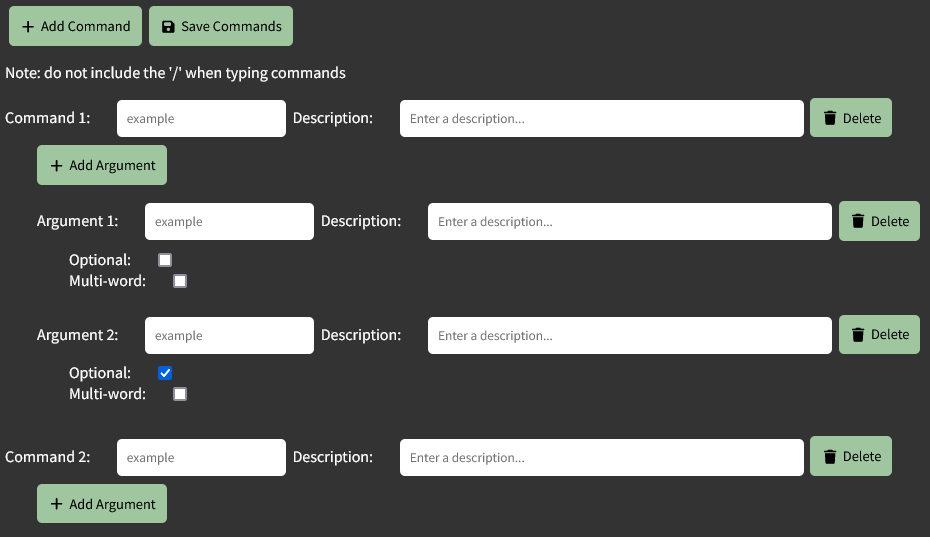 Add Command Save Commands
Note: do not include the '/' when typing commands
Command 1: example Description: Enter a description... Delete
Add Argument
Argument 1: example Description: Enter a description... Delete
Optional:
Multi-word:
Argument 2: example Description: Enter a description... Delete
Optional:
Multi-word:
Command 2: example Description: Enter a description... Delete
Add Argument